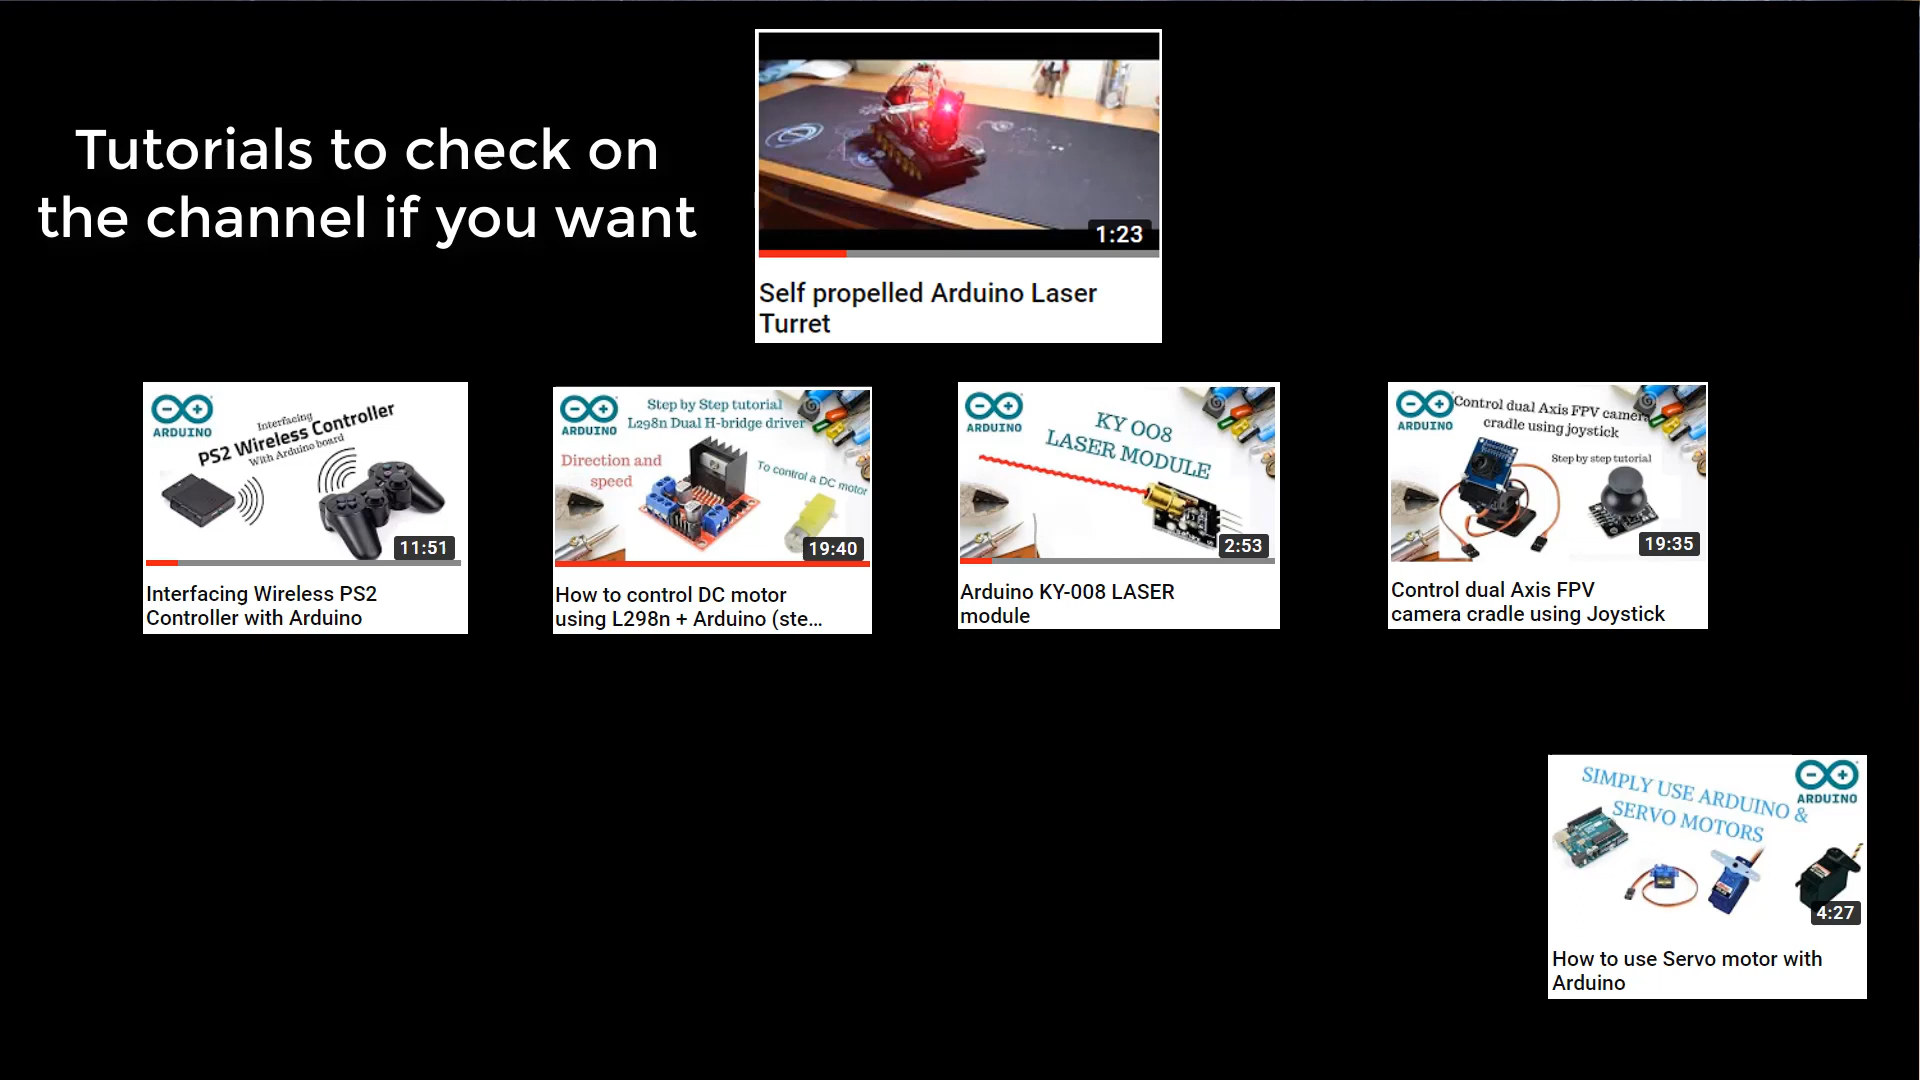 Tutorials to check on
the channel if you want
1:23
Self propelled Arduino Laser
Turret
ARDUINO
Interfacing
PS2 Wireless Controller
With Arduino board
11:51
Interfacing Wireless PS2
Controller with Arduino
ARDUINO
Step by Step tutorial
L298n Dual H-bridge driver
Direction and
speed
To control a DC motor
19:40
How to control DC motor
using L298n + Arduino (ste...
ARDUINO
KY 008
LASER MODULE
2:53
Arduino KY-008 LASER
module
ARDUINO
Control dual Axis FPV camera
cradle using joystick
Step by step tutorial
19:35
Control dual Axis FPV
camera cradle using Joystick
SIMPLY USE ARDUINO &
SERVO MOTORS
ARDUINO
4:27
How to use Servo motor with
Arduino